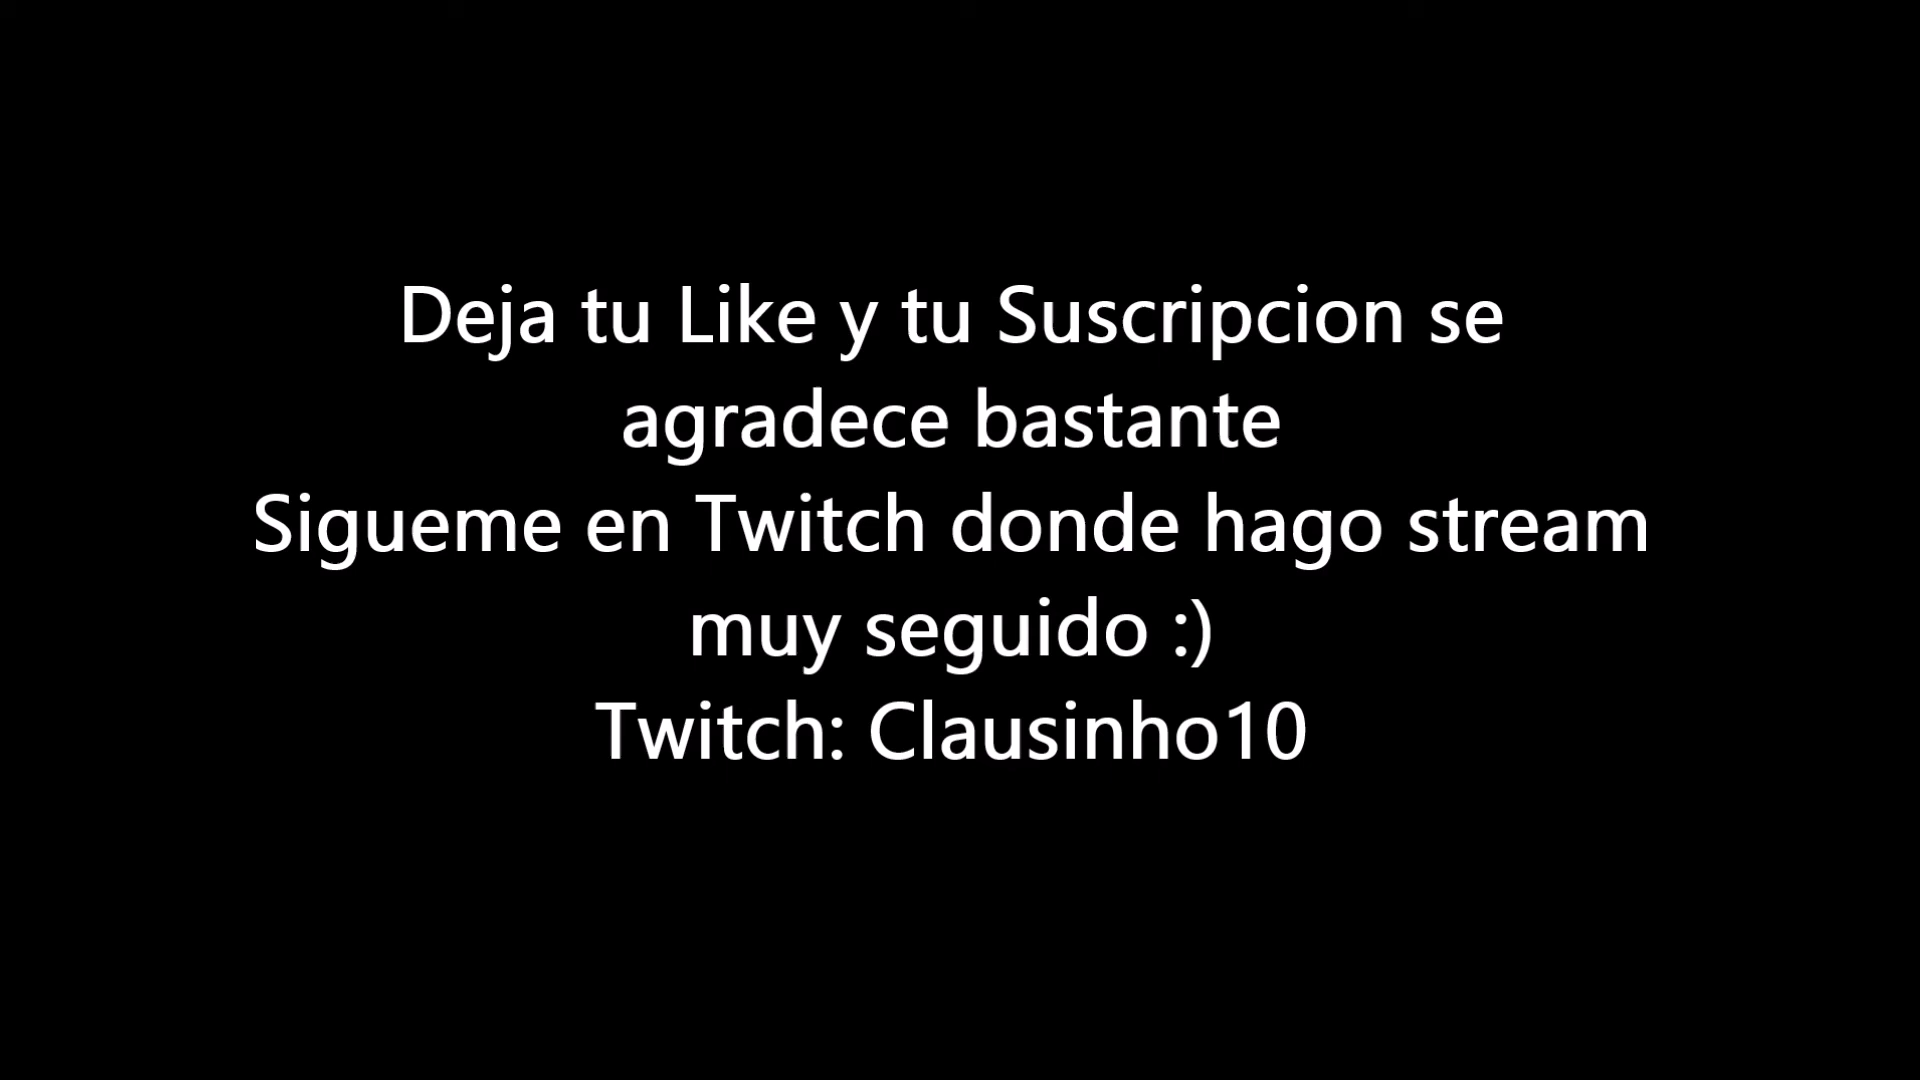 Deja tu Like y tu Suscripcion se
agradece bastante
Sigueme en Twitch donde hago stream
muy seguido :)
Twitch: Clausinho10